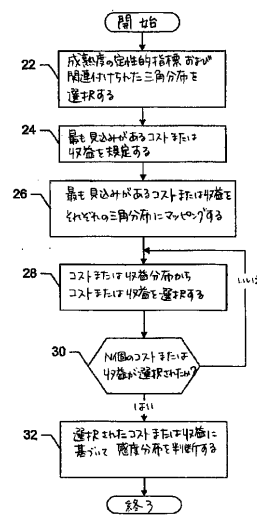 開始
22
成熟度の定性的指標および
関連付けられた三角分布を
選択する
24
最も見込みがあるコストまたは
収益を規定する
26
最も見込みがあるコストまたは収益を
それぞれの三角分布にマッピングする
28
コストまたは収益分布から
コストまたは収益を選択する
いいえ
30
N個のコストまたは
収益が選択されたか?
はい
32
選択されたコストまたは収益に
基づいて感度分布を判断する
終了